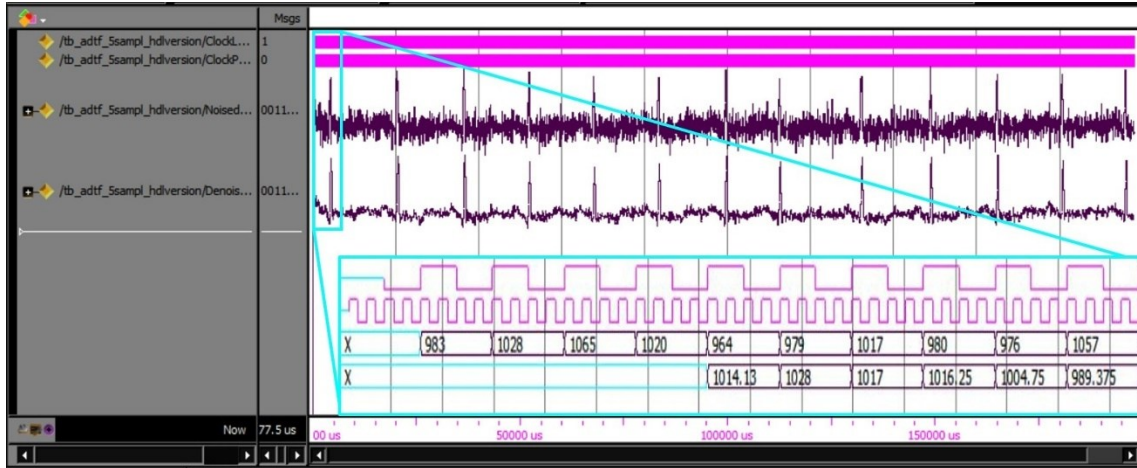 Msgs
/tb_adtf_5sampl_hdlversion/ClockL... 1
/tb_adtf_5sampl_hdlversion/ClockP... 0
/tb_adtf_5sampl_hdlversion/Noised... 0011...
/tb_adtf_5sampl_hdlversion/Denois... 0011...
X 983 1028 1065 1020 964 979 1017 980 976 1057
X 1014.13 1028 1017 1016.25 1004.75 989.375
Now 77.5 us 00 us 50000 us 100000 us 150000 us